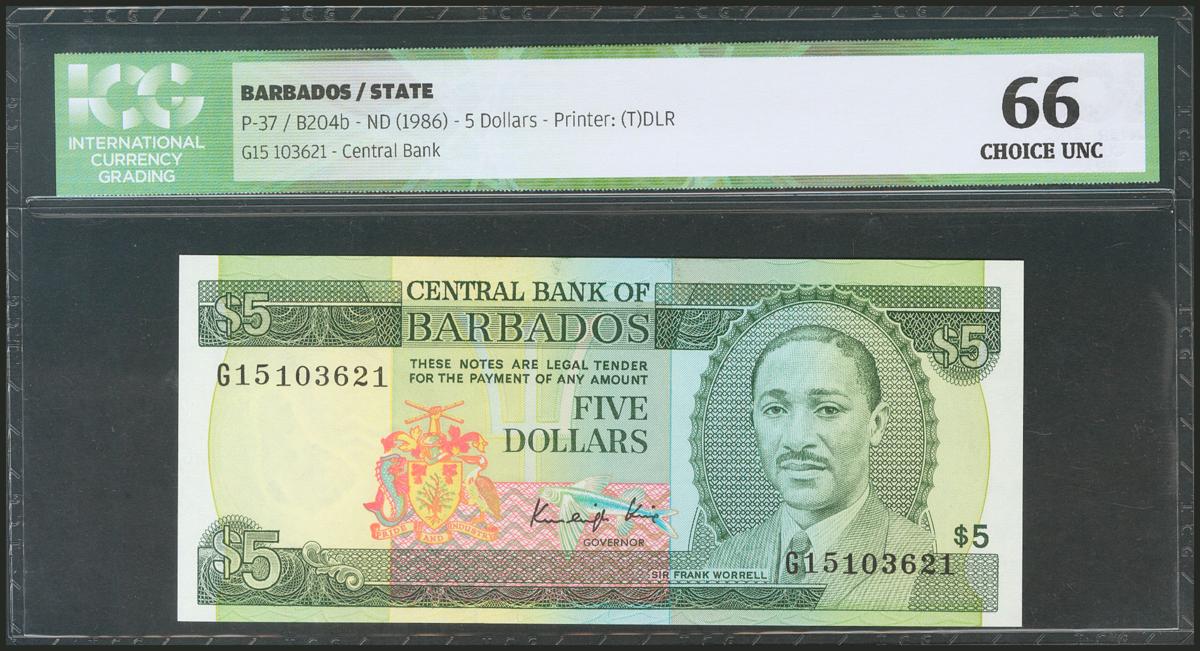 ICG
INTERNATIONAL
CURRENCY
GRADING
BARBADOS / STATE
P-37 / B204b - ND (1986) - 5 Dollars - Printer: (T)DLR
G15 103621 - Central Bank
66
CHOICE UNC
CENTRAL BANK OF
BARBADOS
$5
$5
THESE NOTES ARE LEGAL TENDER
FOR THE PAYMENT OF ANY AMOUNT
G15103621
FIVE
DOLLARS
PRIDE AND INDUSTRY
GOVERNOR
$5
$5
SIR FRANK WORRELL
G15103621